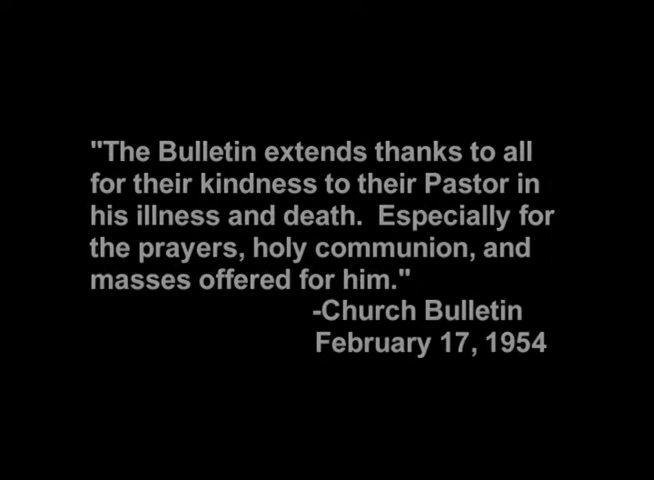 "The Bulletin extends thanks to all
for their kindness to their Pastor in
his illness and death.  Especially for
the prayers, holy communion, and
masses offered for him."
-Church Bulletin
February 17, 1954